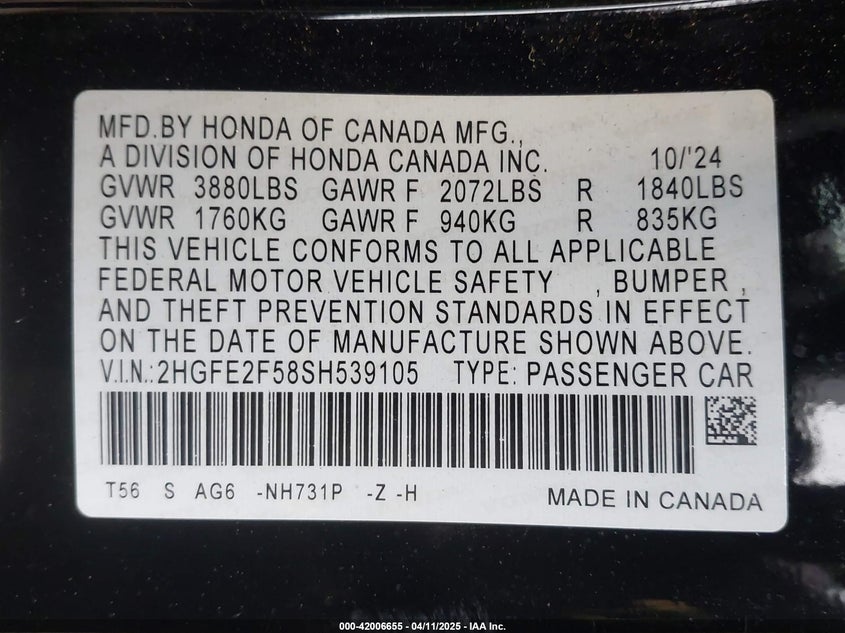 MFD.BY HONDA OF CANADA MFG.,
A DIVISION OF HONDA CANADA INC. 10/'24
GVWR 3880LBS GAWR F 2072LBS R 1840LBS
GVWR 1760KG GAWR F 940KG R 835KG
THIS VEHICLE CONFORMS TO ALL APPLICABLE
FEDERAL MOTOR VEHICLE SAFETY , BUMPER ,
AND THEFT PREVENTION STANDARDS IN EFFECT
ON THE DATE OF MANUFACTURE SHOWN ABOVE.
V.I.N.:2HGFE2F58SH539105 TYPE: PASSENGER CAR
T56 S AG6 -NH731P -Z -H MADE IN CANADA
000-42006655 - 04/11/2025 - IAA Inc.